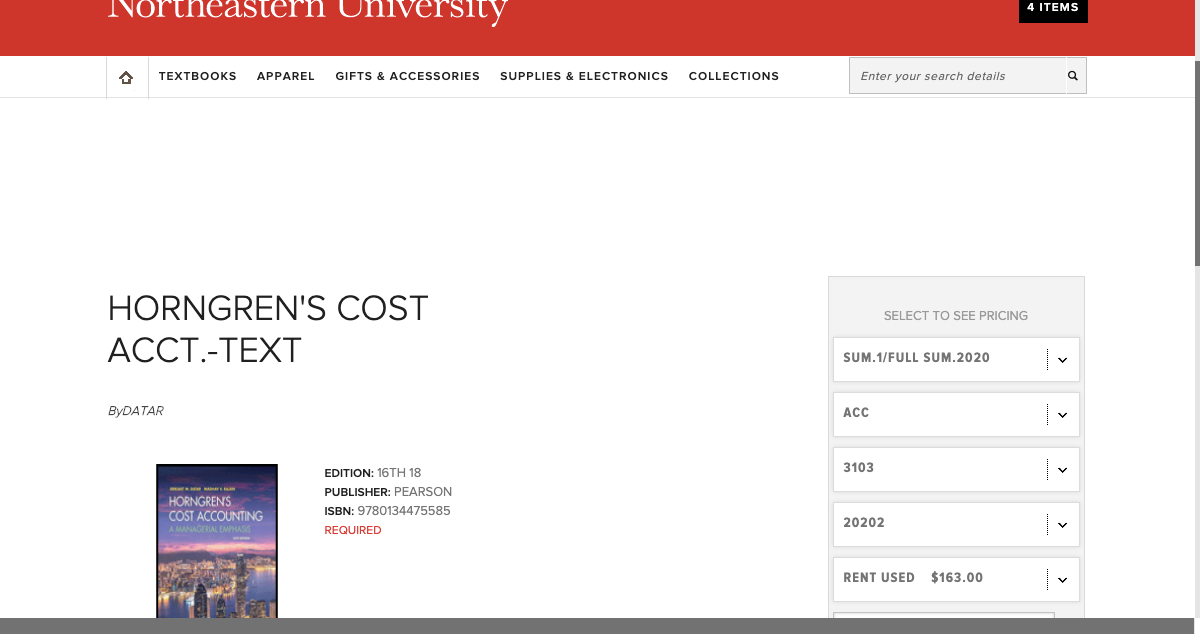 Northeastern University
4 ITEMS
TEXTBOOKS APPAREL GIFTS & ACCESSORIES SUPPLIES & ELECTRONICS COLLECTIONS
Enter your search details
HORNGREN'S COST
ACCT.-TEXT
ByDATAR
HORNGREN'S
COST ACCOUNTING
A MANAGERIAL EMPHASIS
EDITION: 16TH 18
PUBLISHER: PEARSON
ISBN: 9780134475585
REQUIRED
SELECT TO SEE PRICING
SUM.1/FULL SUM.2020
ACC
3103
20202
RENT USED $163.00